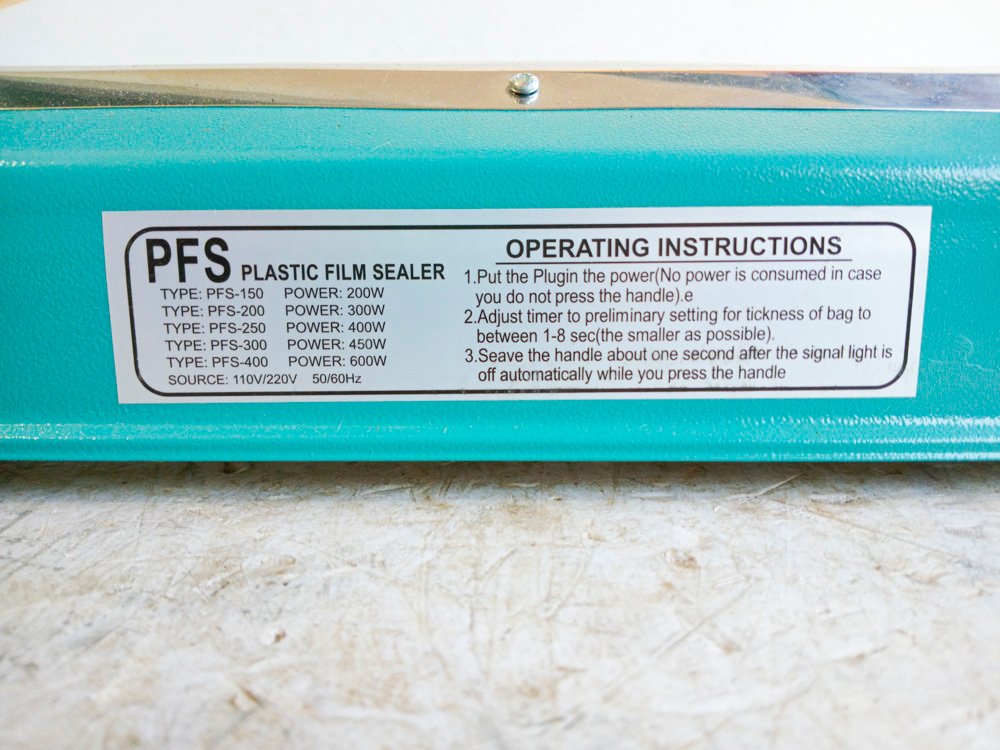 PFS PLASTIC FILM SEALER
TYPE: PFS-150 POWER: 200W
TYPE: PFS-200 POWER: 300W
TYPE: PFS-250 POWER: 400W
TYPE: PFS-300 POWER: 450W
TYPE: PFS-400 POWER: 600W
SOURCE: 110V/220V 50/60Hz
OPERATING INSTRUCTIONS
1.Put the Plugin the power(No power is consumed in case
you do not press the handle).e
2.Adjust timer to preliminary setting for tickness of bag to
between 1-8 sec(the smaller as possible).
3.Seave the handle about one second after the signal light is
off automatically while you press the handle